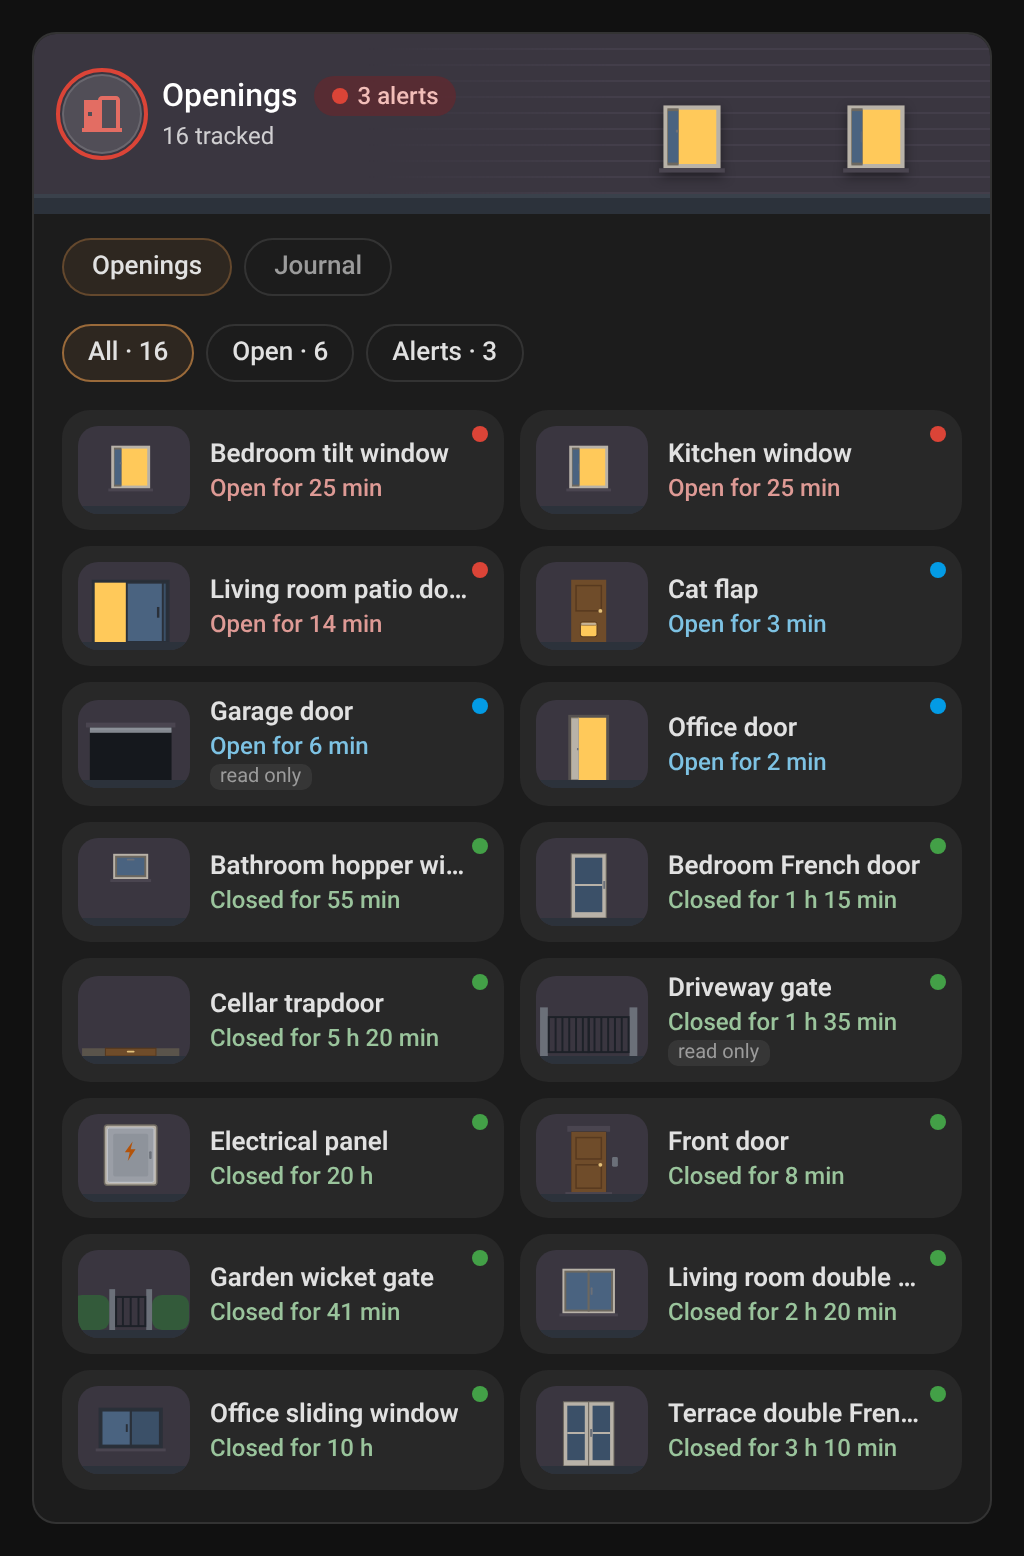 Openings
3 alerts
16 tracked
Openings
Journal
All · 16
Open · 6
Alerts · 3
Bedroom tilt window
Open for 25 min
Kitchen window
Open for 25 min
Living room patio do...
Open for 14 min
Cat flap
Open for 3 min
Garage door
Open for 6 min
read only
Office door
Open for 2 min
Bathroom hopper wi...
Closed for 55 min
Bedroom French door
Closed for 1 h 15 min
Cellar trapdoor
Closed for 5 h 20 min
Driveway gate
Closed for 1 h 35 min
read only
Electrical panel
Closed for 20 h
Front door
Closed for 8 min
Garden wicket gate
Closed for 41 min
Living room double ...
Closed for 2 h 20 min
Office sliding window
Closed for 10 h
Terrace double Fren...
Closed for 3 h 10 min